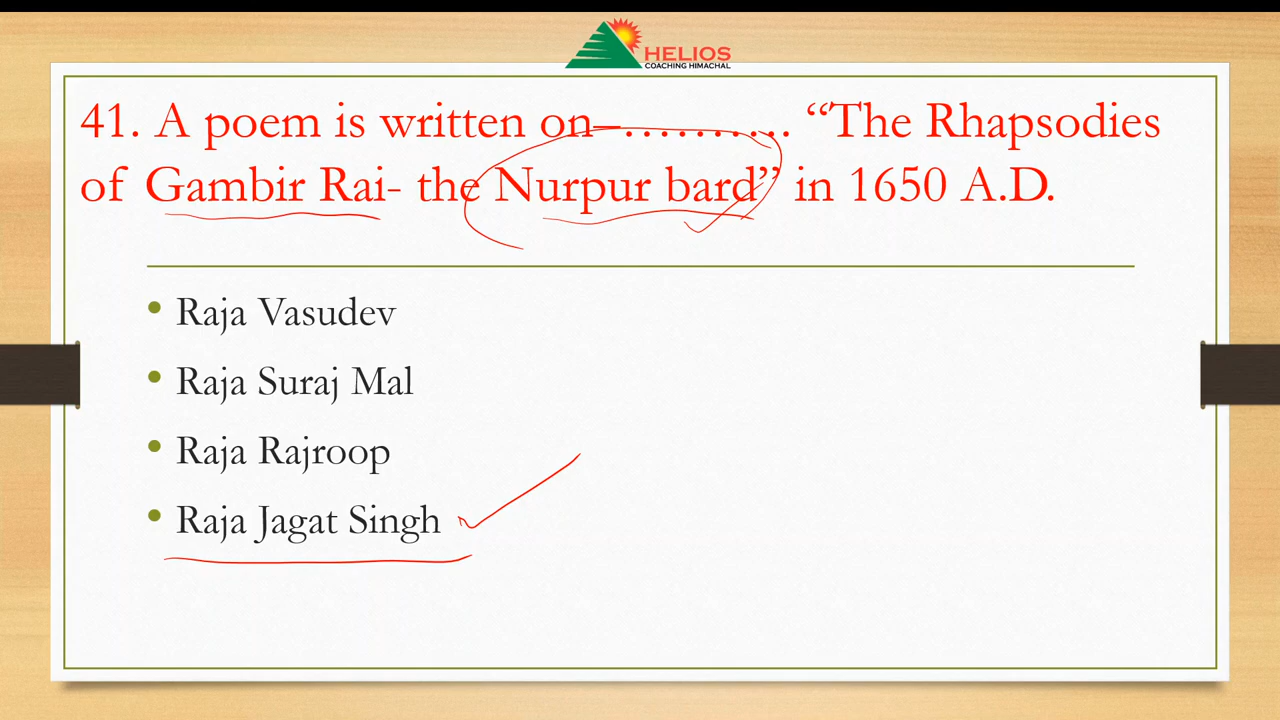 HELIOS
COACHING HIMACHAL
41. A poem is written on–………. “The Rhapsodies
of Gambir Rai- the Nurpur bard” in 1650 A.D.
• Raja Vasudev
• Raja Suraj Mal
• Raja Rajroop
• Raja Jagat Singh